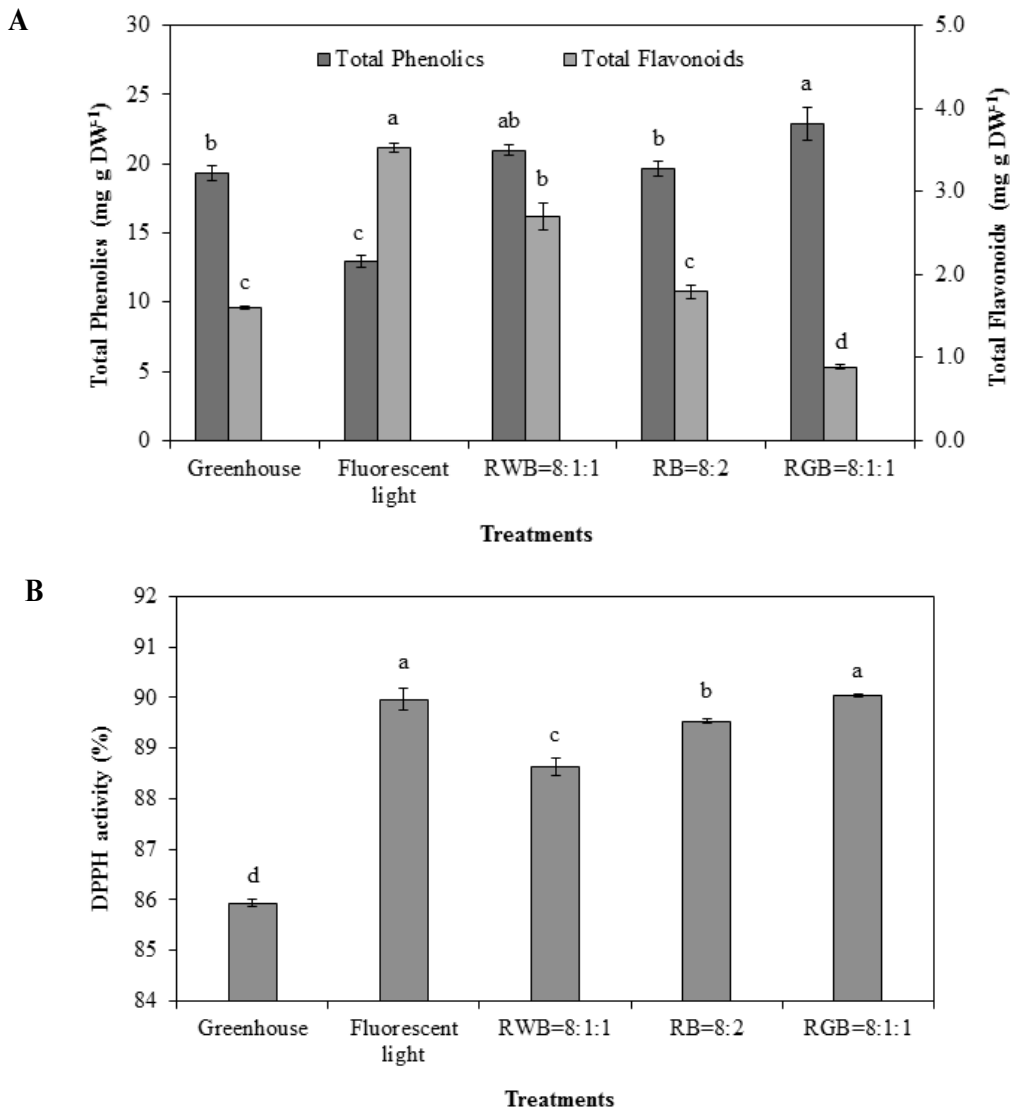 A
30
25
20
15
10
5
0
Total Phenolics (mg g DW-1)
Total Phenolics
Total Flavonoids
5.0
4.0
3.0
2.0
1.0
0.0
Total Flavonoids (mg g DW-1)
b
c
c
a
ab
b
b
c
a
d
Greenhouse
Fluorescent
light
RWB=8:1:1
RB=8:2
RGB=8:1:1
Treatments
B
92
91
90
89
88
87
86
85
84
DPPH activity (%)
d
a
c
b
a
Greenhouse
Fluorescent
light
RWB=8:1:1
RB=8:2
RGB=8:1:1
Treatments